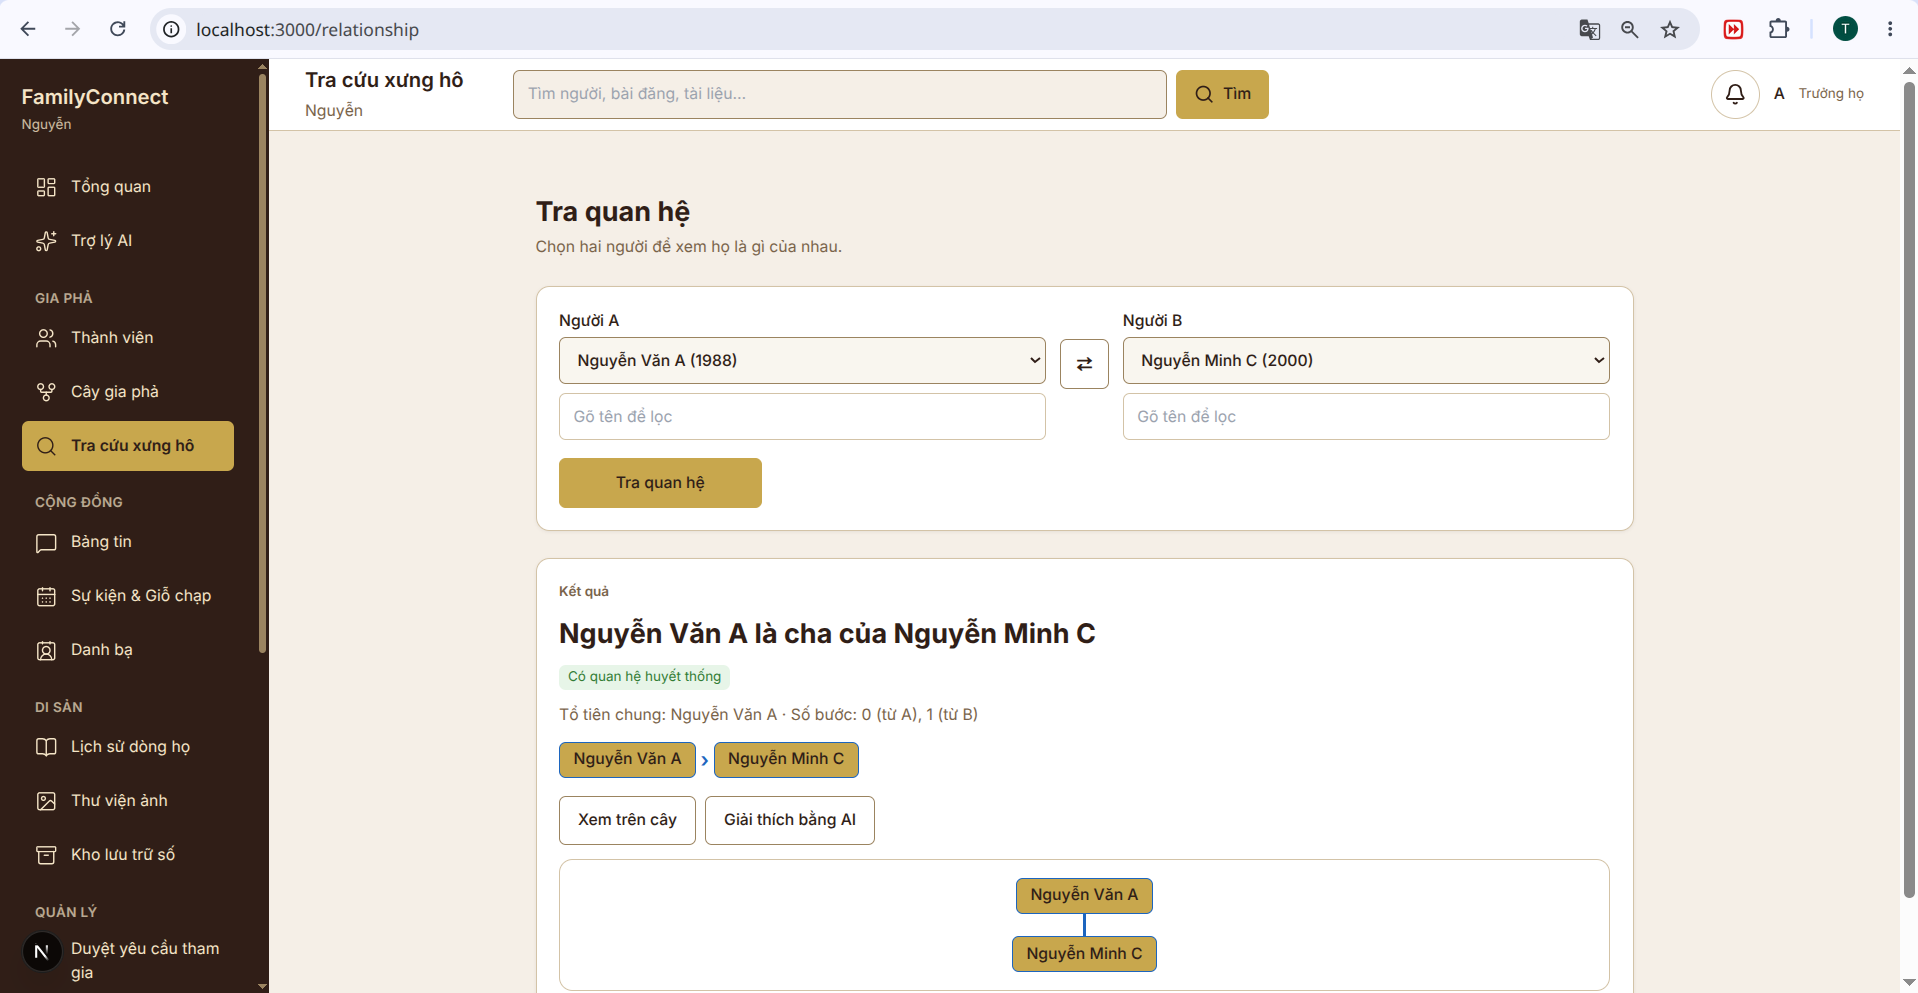 localhost:3000/relationship
T
FamilyConnect
Nguyễn
Tổng quan
Trợ lý AI
GIA PHẢ
Thành viên
Cây gia phả
Tra cứu xưng hô
CỘNG ĐỒNG
Bảng tin
Sự kiện & Giỗ chạp
Danh bạ
DI SẢN
Lịch sử dòng họ
Thư viện ảnh
Kho lưu trữ số
QUẢN LÝ
N
Duyệt yêu cầu tham
gia
Tra cứu xưng hô
Nguyễn
Tìm người, bài đăng, tài liệu...
Tìm
A Trưởng họ
Tra quan hệ
Chọn hai người để xem họ là gì của nhau.
Người A
Nguyễn Văn A (1988)
Gõ tên để lọc
Người B
Nguyễn Minh C (2000)
Gõ tên để lọc
Tra quan hệ
Kết quả
Nguyễn Văn A là cha của Nguyễn Minh C
Có quan hệ huyết thống
Tổ tiên chung: Nguyễn Văn A · Số bước: 0 (từ A), 1 (từ B)
Nguyễn Văn A › Nguyễn Minh C
Xem trên cây
Giải thích bằng AI
Nguyễn Văn A
Nguyễn Minh C